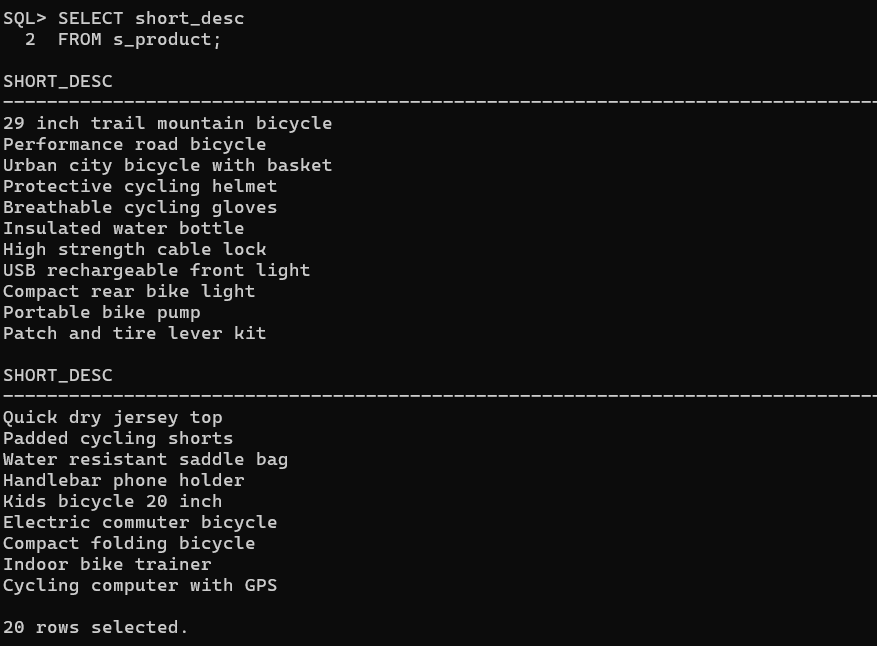 SQL> SELECT short_desc
  2  FROM s_product;
SHORT_DESC
--------------------------------------------------------------------------------
29 inch trail mountain bicycle
Performance road bicycle
Urban city bicycle with basket
Protective cycling helmet
Breathable cycling gloves
Insulated water bottle
High strength cable lock
USB rechargeable front light
Compact rear bike light
Portable bike pump
Patch and tire lever kit
SHORT_DESC
--------------------------------------------------------------------------------
Quick dry jersey top
Padded cycling shorts
Water resistant saddle bag
Handlebar phone holder
Kids bicycle 20 inch
Electric commuter bicycle
Compact folding bicycle
Indoor bike trainer
Cycling computer with GPS
20 rows selected.